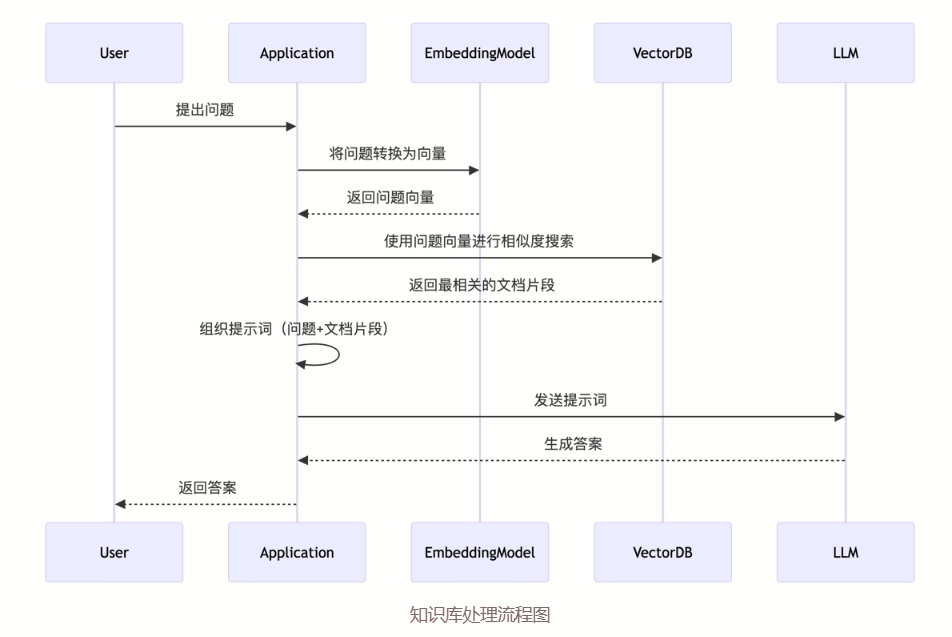 User Application EmbeddingModel VectorDB LLM
提出问题
将问题转换为向量
返回问题向量
使用问题向量进行相似度搜索
返回最相关的文档片段
组织提示词（问题+文档片段）
发送提示词
生成答案
返回答案
User Application EmbeddingModel VectorDB LLM
知识库处理流程图